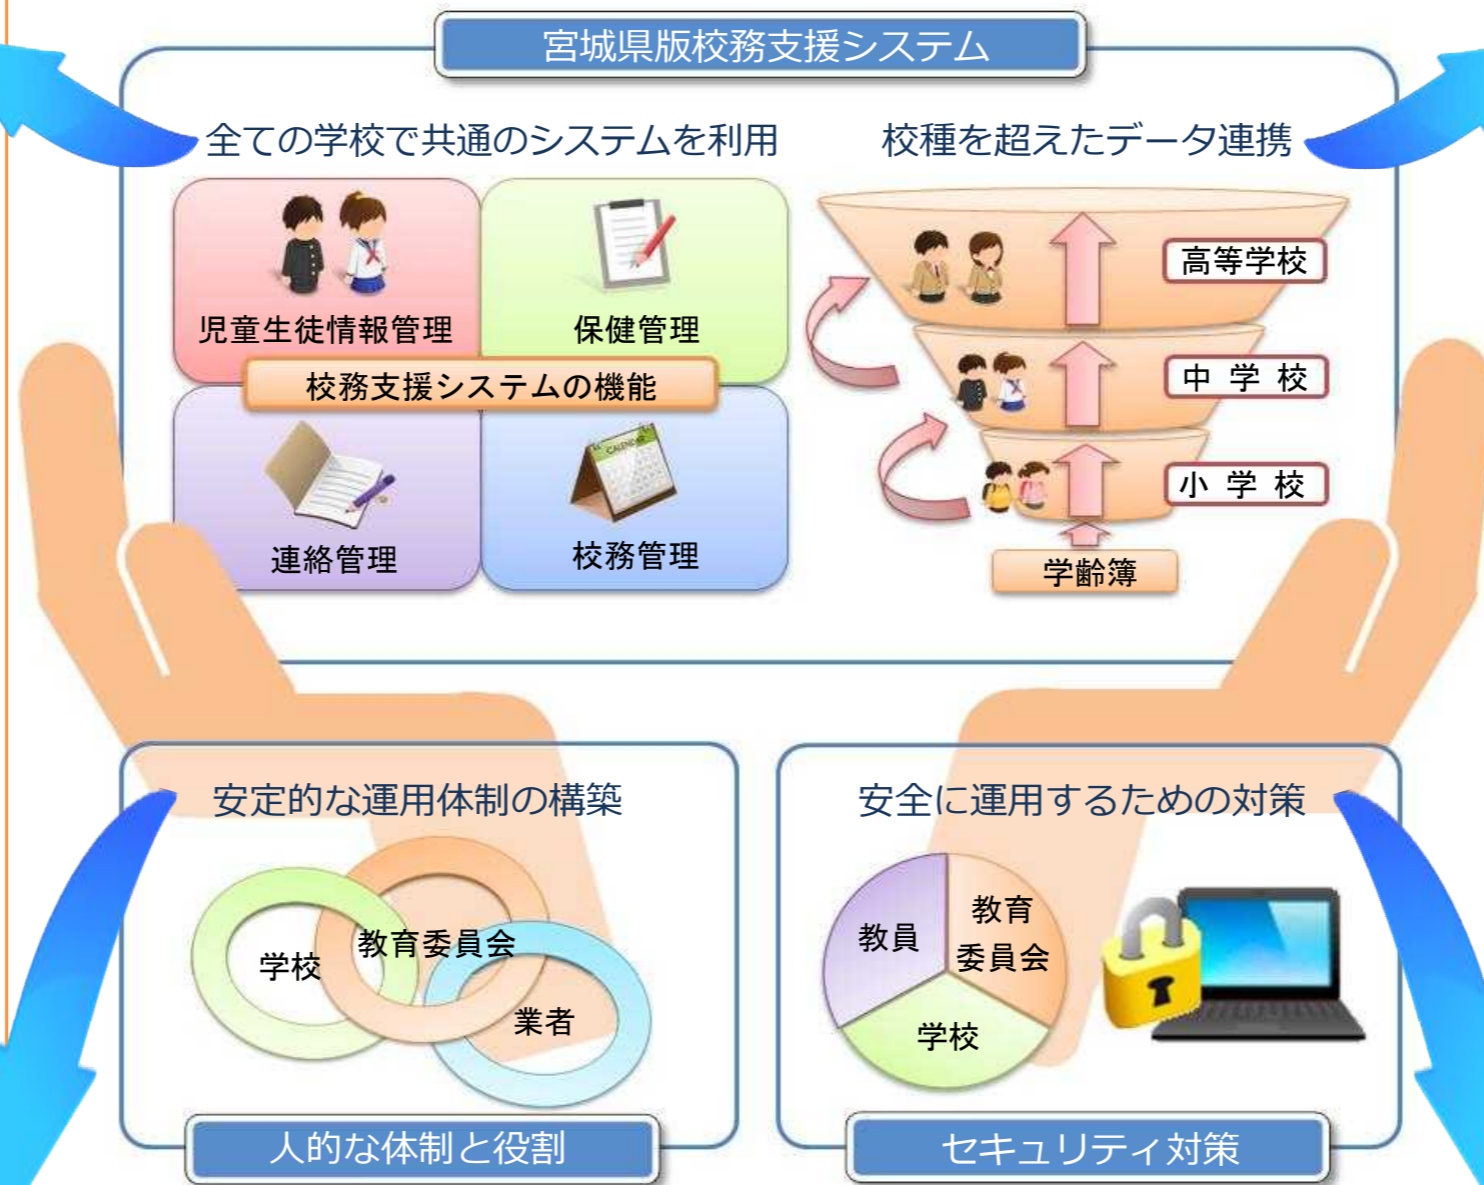 宮城県版校務支援システム
全ての学校で共通のシステムを利用
児童生徒情報管理
保健管理
校務支援システムの機能
連絡管理
CALENDAR
校務管理
校種を超えたデータ連携
高等学校
中学校
小学校
学齢簿
安定的な運用体制の構築
学校
教育委員会
業者
人的な体制と役割
安全に運用するための対策
教員
教育
委員会
学校
セキュリティ対策